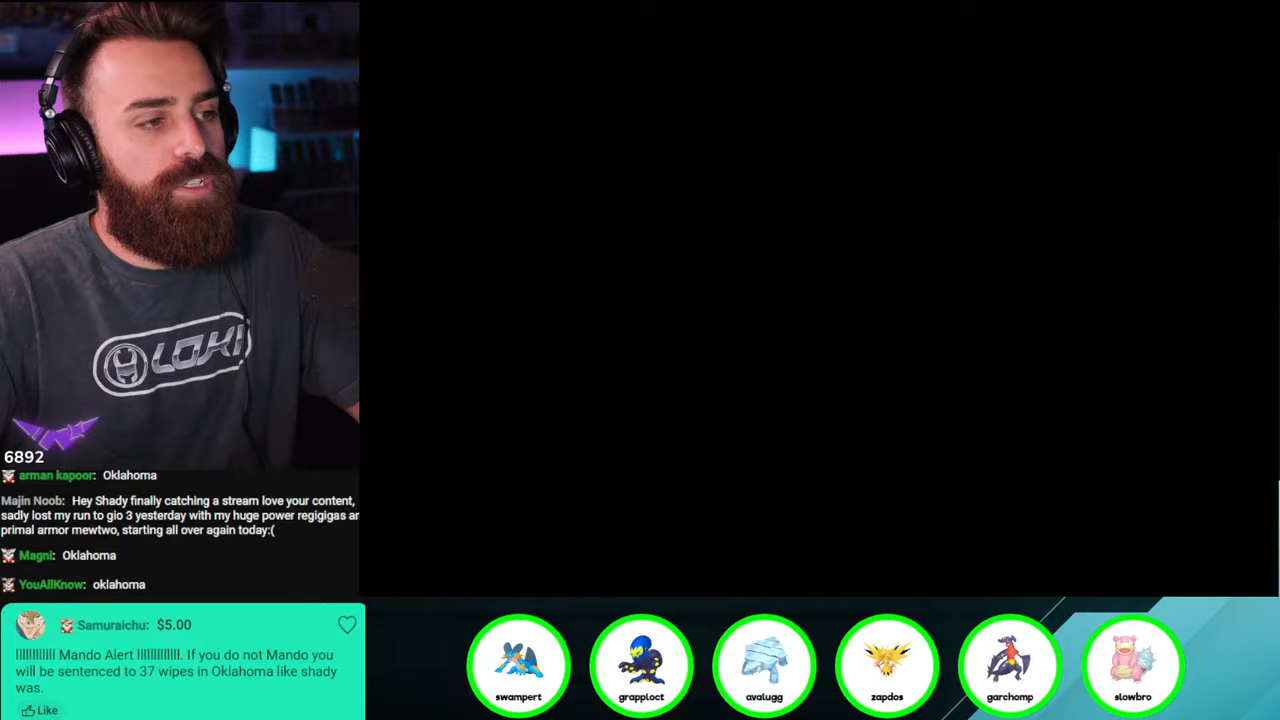 LOKI
6892
arman kapoor: Oklahoma
Majin Noob: Hey Shady finally catching a stream love your content,
sadly lost my run to gio 3 yesterday with my huge power regigigas ar
primal armor mewtwo, starting all over again today:(
Magni: Oklahoma
YouAllKnow: oklahoma
Samuraichu: $5.00
llllllllllll Mando Alert lllllllllllll. If you do not Mando you
will be sentenced to 37 wipes in Oklahoma like shady
was.
Like
swampert
grapploct
avalugg
zapdos
garchomp
slowbro